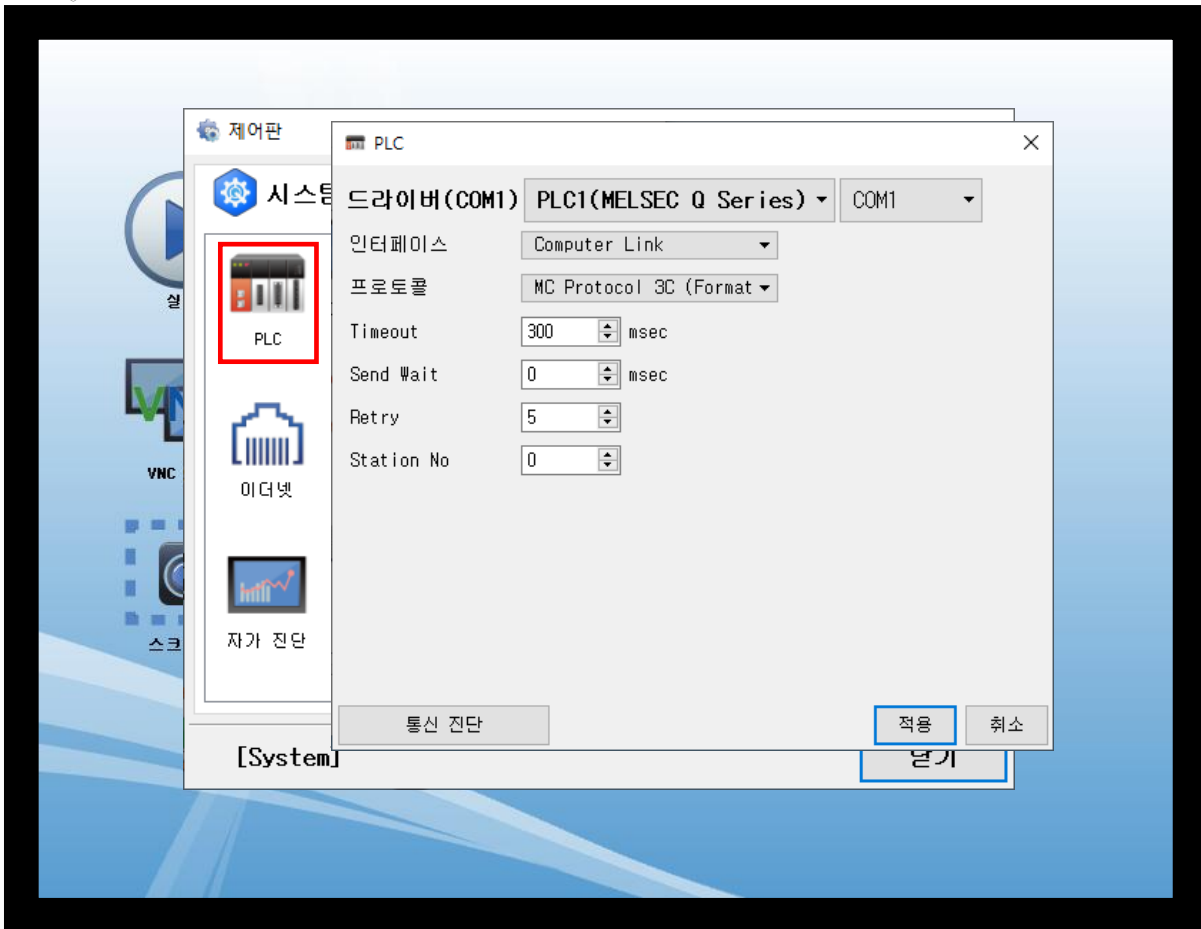 제어판
PLC
시스템
드라이버(COM1) PLC1(MELSEC Q Series) COM1
인터페이스 Computer Link
프로토콜 MC Protocol 3C (Format
Timeout 300 msec
Send Wait 0 msec
Retry 5
Station No 0
PLC
이더넷
자가 진단
VNC
통신 진단 적용 취소
[System] 닫기